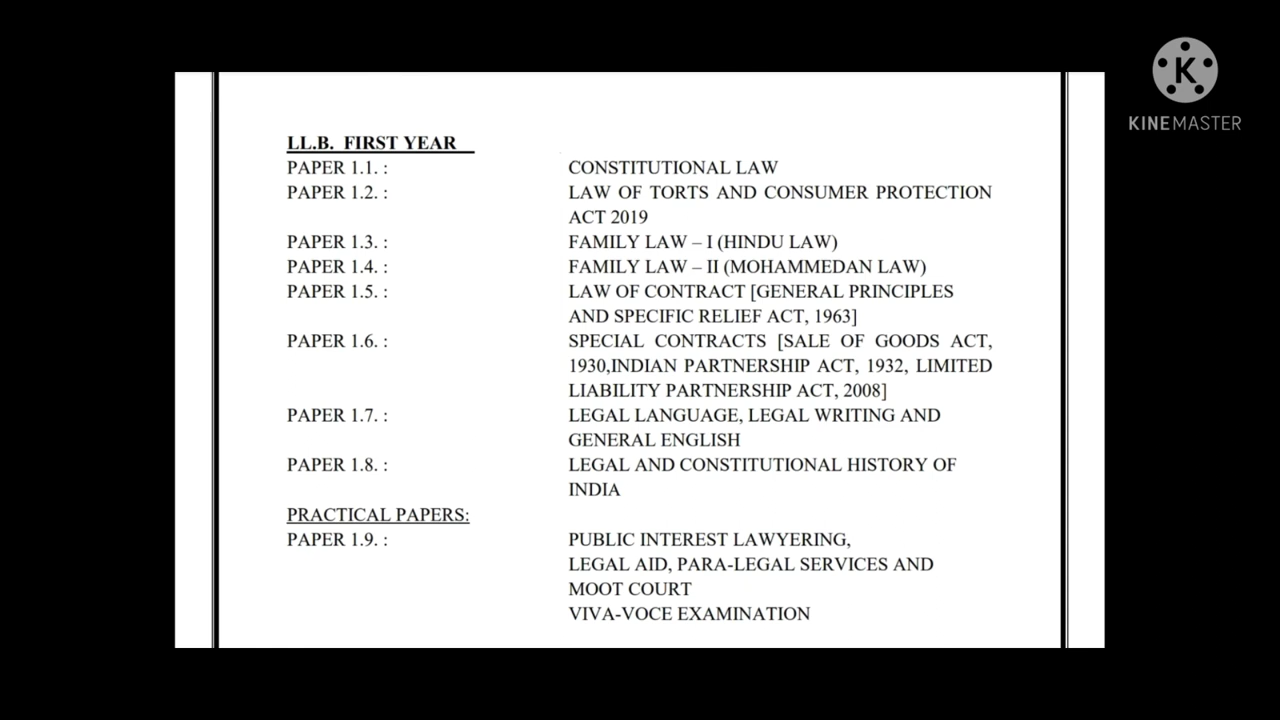 KINEMASTER
LL.B. FIRST YEAR
PAPER 1.1. : CONSTITUTIONAL LAW
PAPER 1.2. : LAW OF TORTS AND CONSUMER PROTECTION
ACT 2019
PAPER 1.3. : FAMILY LAW – I (HINDU LAW)
PAPER 1.4. : FAMILY LAW – II (MOHAMMEDAN LAW)
PAPER 1.5. : LAW OF CONTRACT [GENERAL PRINCIPLES
AND SPECIFIC RELIEF ACT, 1963]
PAPER 1.6. : SPECIAL CONTRACTS [SALE OF GOODS ACT,
1930,INDIAN PARTNERSHIP ACT, 1932, LIMITED
LIABILITY PARTNERSHIP ACT, 2008]
PAPER 1.7. : LEGAL LANGUAGE, LEGAL WRITING AND
GENERAL ENGLISH
PAPER 1.8. : LEGAL AND CONSTITUTIONAL HISTORY OF
INDIA
PRACTICAL PAPERS:
PAPER 1.9. : PUBLIC INTEREST LAWYERING,
LEGAL AID, PARA-LEGAL SERVICES AND
MOOT COURT
VIVA-VOCE EXAMINATION